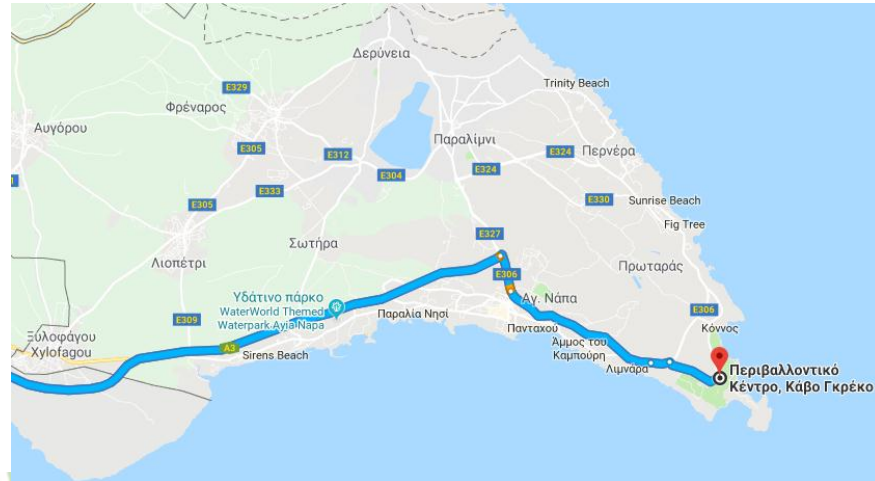 Δερύνεια
E329
Φρέναρος
Trinity Beach
Αυγόρου
Παραλίμνι
E305
E312
E324
Περνέρα
E324
E304
E333
E330
E305
Sunrise Beach
Fig Tree
E327
Σωτήρα
Λιοπέτρι
Πρωταράς
E306
Υδάτινο πάρκο
WaterWorld Themed
Waterpark Ayia Napa
Αγ. Νάπα
E306
Παραλία Νησί
E309
Κόννος
Πανταχού
Ξυλοφάγου
Xylofagou
Άμμος του
Καμπούρη
A3
Sirens Beach
Λιμνάρα
Περιβαλλοντικό
Κέντρο, Κάβο Γκρέκο